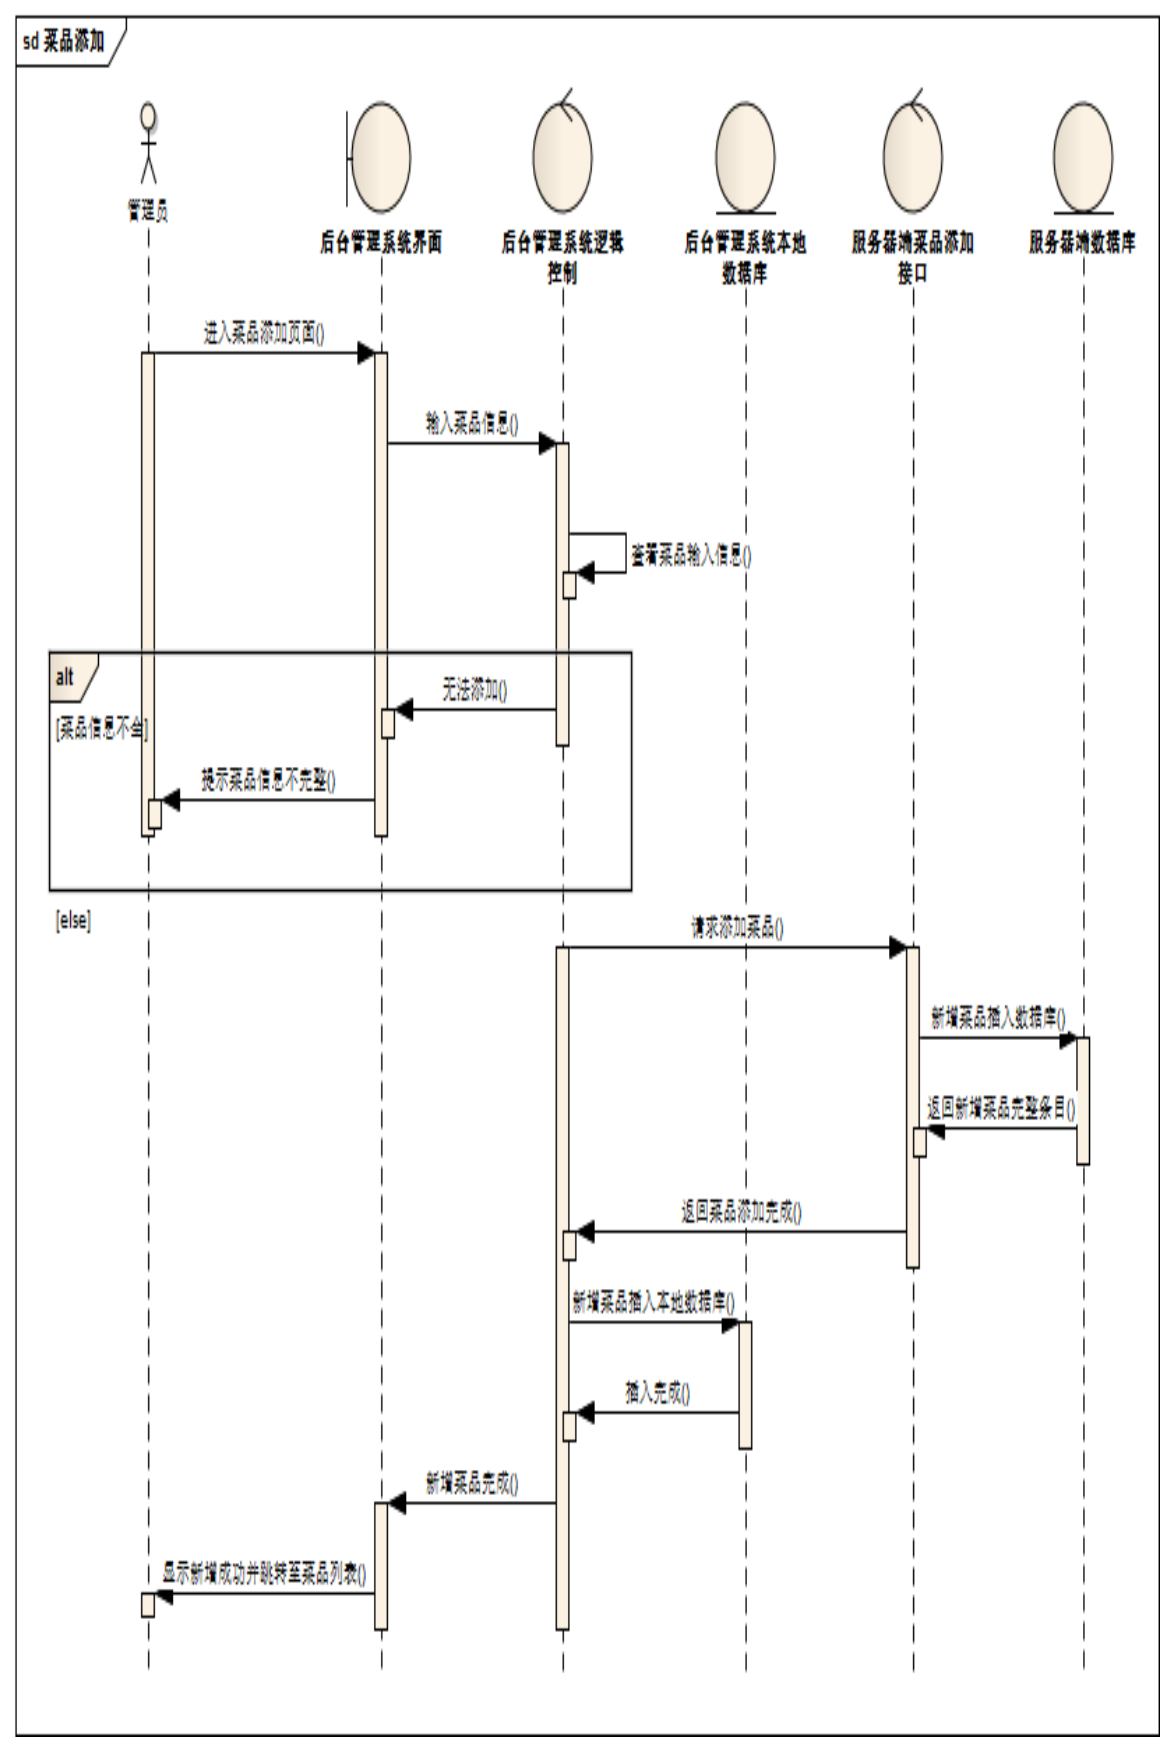 sd 菜品添加
管理员
后台管理系统界面
后台管理系统逻辑
控制
后台管理系统本地
数据库
服务器端菜品添加
接口
服务器端数据库
进入菜品添加页面()
输入菜品信息()
查看菜品输入信息()
alt
无法添加()
[菜品信息不全]
提示菜品信息不完整()
[else]
请求添加菜品()
新增菜品插入数据库()
返回新增菜品完整条目()
返回菜品添加完成()
新增菜品插入本地数据库()
插入完成()
新增菜品完成()
显示新增成功并跳转至菜品列表()